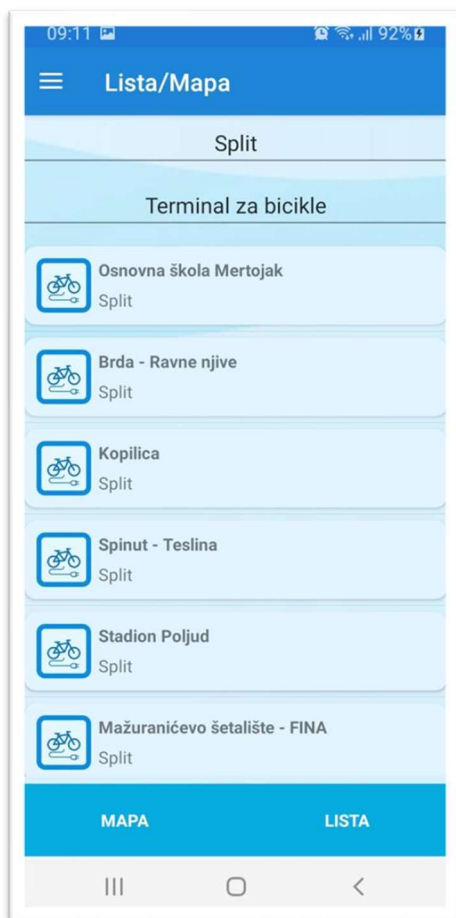 09:11 92%
Lista/Mapa
Split
Terminal za bicikle
Osnovna škola Mertojak
Split
Brda - Ravne njive
Split
Kopilica
Split
Spinut - Teslina
Split
Stadion Poljud
Split
Mažuranićevo šetalište - FINA
Split
MAPA LISTA